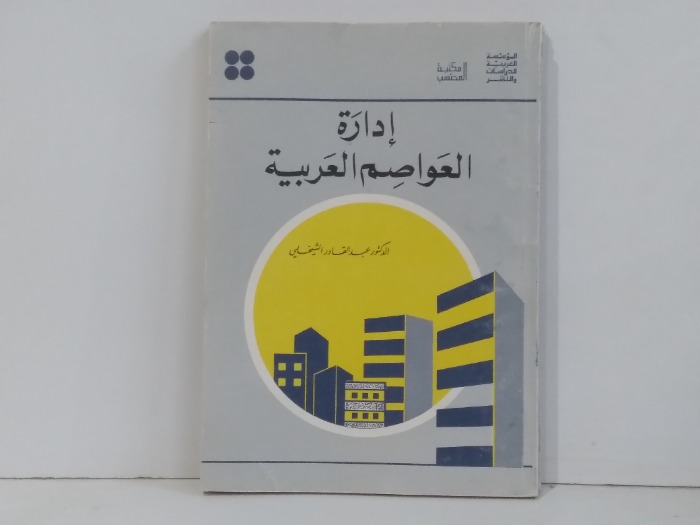 المؤسسة
العربية
للدراسات
والنشر
مكتبة
المحتسب
إدارة
العواصم العربية
الدكتور عبد القادر الشيخلي